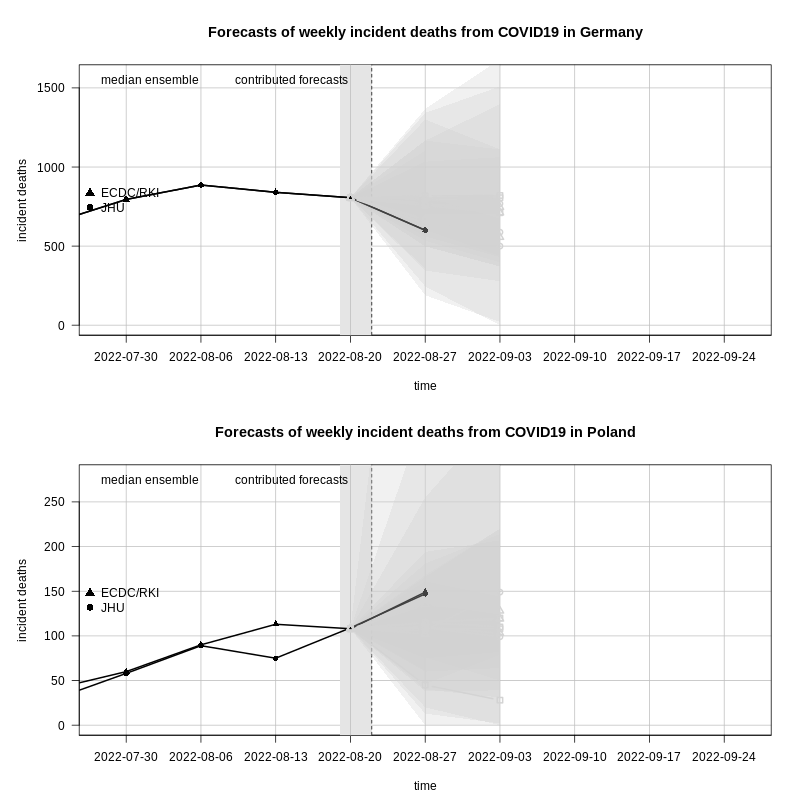 Forecasts of weekly incident deaths from COVID19 in Germany
median ensemble contributed forecasts
1500
1000
500
0
incident deaths
ECDC/RKI
JHU
2022-07-30 2022-08-06 2022-08-13 2022-08-20 2022-08-27 2022-09-03 2022-09-10 2022-09-17 2022-09-24
time
Forecasts of weekly incident deaths from COVID19 in Poland
median ensemble contributed forecasts
250
200
150
100
50
0
incident deaths
ECDC/RKI
JHU
2022-07-30 2022-08-06 2022-08-13 2022-08-20 2022-08-27 2022-09-03 2022-09-10 2022-09-17 2022-09-24
time